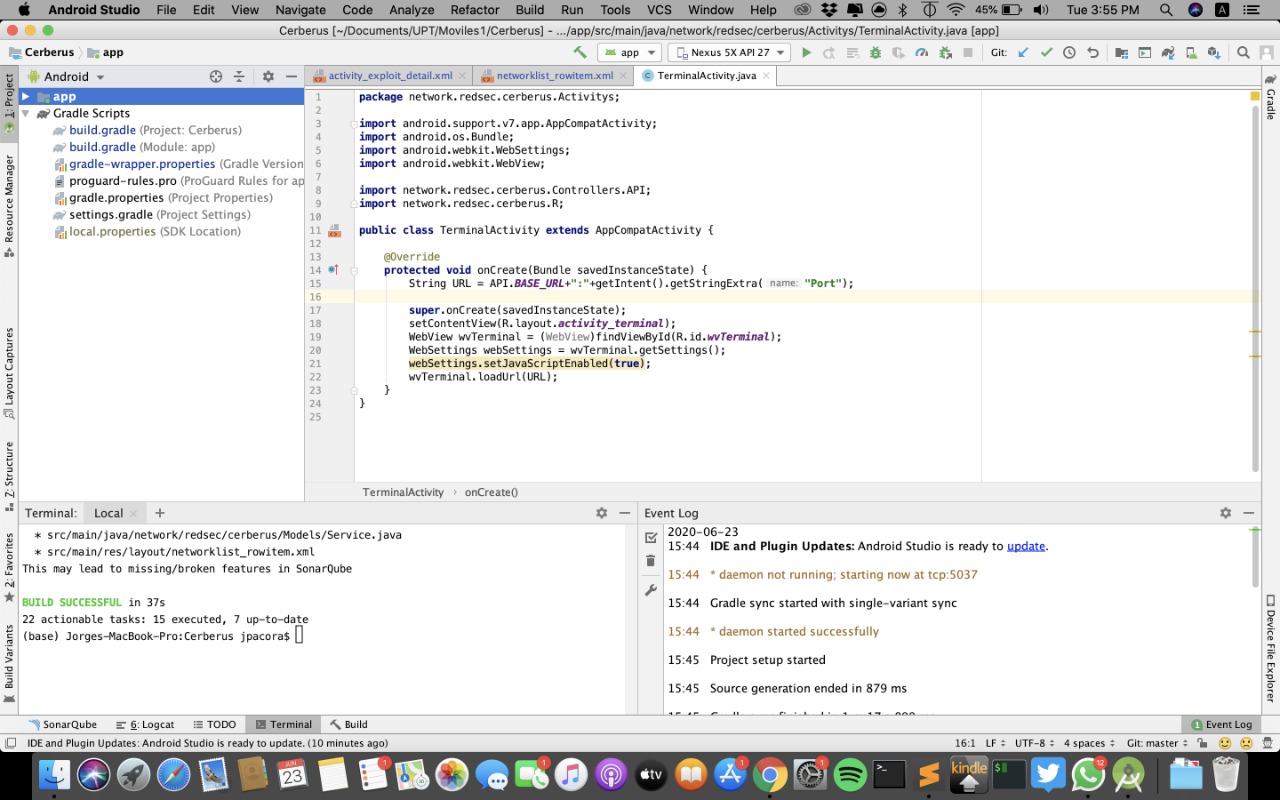 Android Studio File Edit View Navigate Code Analyze Refactor Build Run Tools VCS Window Help 45% Tue 3:55 PM A
Cerberus [~/Documents/UPT/Moviles1/Cerberus] - .../app/src/main/java/network/redsec/cerberus/Activitys/TerminalActivity.java [app]
Cerberus app app Nexus 5X API 27 Git:
Android
activity_exploit_detail.xml networklist_rowitem.xml TerminalActivity.java
app
Gradle Scripts
build.gradle (Project: Cerberus)
build.gradle (Module: app)
gradle-wrapper.properties (Gradle Version
proguard-rules.pro (ProGuard Rules for ap
gradle.properties (Project Properties)
settings.gradle (Project Settings)
local.properties (SDK Location)
1: Project
Resource Manager
Layout Captures
Z: Structure
2: Favorites
Build Variants
1 package network.redsec.cerberus.Activitys;
2
3 import android.support.v7.app.AppCompatActivity;
4 import android.os.Bundle;
5 import android.webkit.WebSettings;
6 import android.webkit.WebView;
7
8 import network.redsec.cerberus.Controllers.API;
9 import network.redsec.cerberus.R;
10
11 public class TerminalActivity extends AppCompatActivity {
12
13 @Override
14 protected void onCreate(Bundle savedInstanceState) {
15 String URL = API.BASE_URL+":"+getIntent().getStringExtra( name: "Port");
16
17 super.onCreate(savedInstanceState);
18 setContentView(R.layout.activity_terminal);
19 WebView wvTerminal = (WebView)findViewById(R.id.wvTerminal);
20 WebSettings webSettings = wvTerminal.getSettings();
21 webSettings.setJavaScriptEnabled(true);
22 wvTerminal.loadUrl(URL);
23 }
24 }
25
TerminalActivity › onCreate()
Gradle
Device File Explorer
Terminal: Local +
* src/main/java/network/redsec/cerberus/Models/Service.java
* src/main/res/layout/networklist_rowitem.xml
This may lead to missing/broken features in SonarQube
BUILD SUCCESSFUL in 37s
22 actionable tasks: 15 executed, 7 up-to-date
(base) Jorges-MacBook-Pro:Cerberus jpacora$
Event Log
2020-06-23
15:44 IDE and Plugin Updates: Android Studio is ready to update.
15:44 * daemon not running; starting now at tcp:5037
15:44 Gradle sync started with single-variant sync
15:44 * daemon started successfully
15:45 Project setup started
15:45 Source generation ended in 879 ms
SonarQube 6: Logcat TODO Terminal Build 1 Event Log
IDE and Plugin Updates: Android Studio is ready to update. (10 minutes ago) 16:1 LF UTF-8 4 spaces Git: master
JUN 23 1 1 tv 1 1 kindle 12